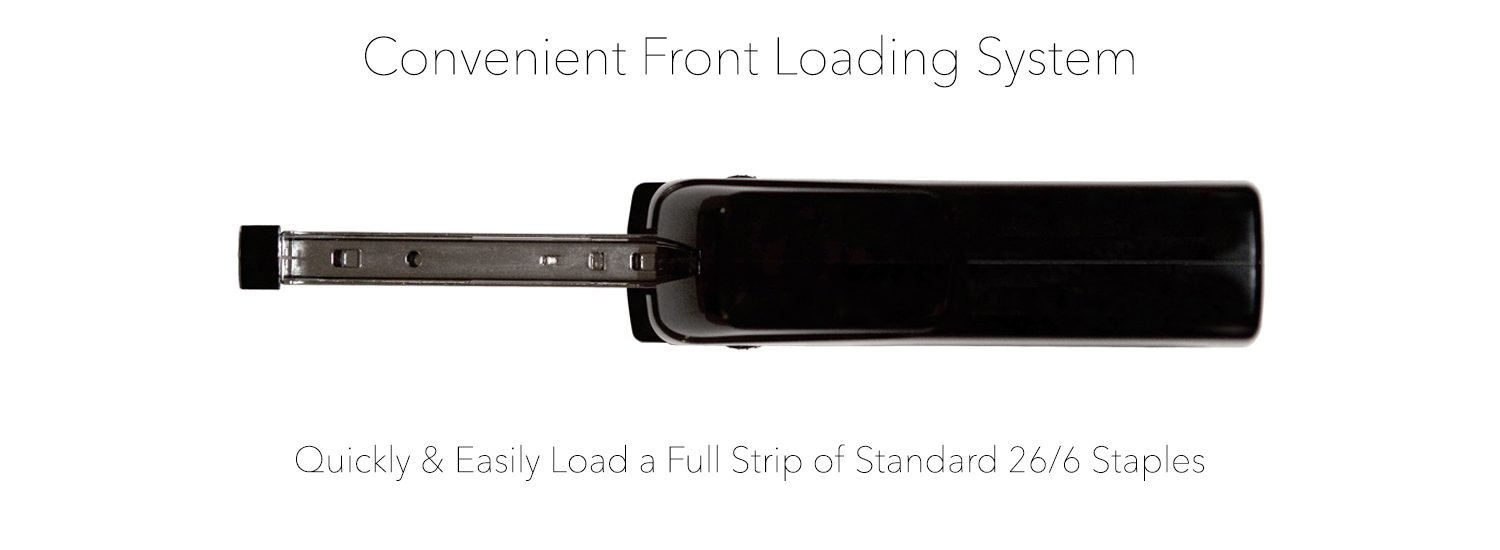 Convenient Front Loading System
Quickly & Easily Load a Full Strip of Standard 26/6 Staples